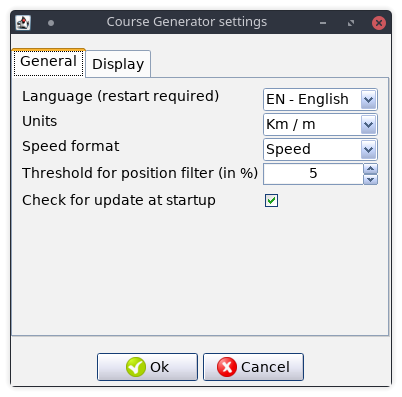 Course Generator settings
General Display
Language (restart required) EN - English
Units Km / m
Speed format Speed
Threshold for position filter (in %) 5
Check for update at startup
Ok Cancel